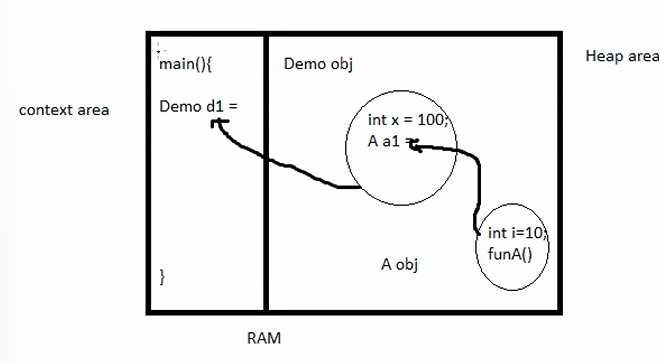 main(){
Demo obj
Heap area
context area
Demo d1 =
int x = 100;
A a1 =
int i=10;
funA()
A obj
}
RAM